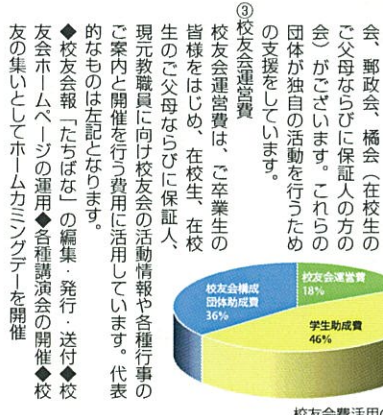 会、郵政会、橘会（在校生の
ご父母ならびに保証人の方の
会）がございます。これらの
団体が独自の活動を行うため
の支援をしています。
③校友会運営費
校友会運営費は、ご卒業生の
皆様をはじめ、在校生、在校
生のご父母ならびに保証人、
現元教職員に向け校友会の活動情報や各種行事の
ご案内と開催を行う費用に活用しています。代表
的なものは左記となります。
◆校友会報「たちばな」の編集・発行・送付◆校
友会ホームページの運用◆各種講演会の開催◆校
友の集いとしてホームカミングデーを開催
校友会運営費
18%
校友会構成
団体助成費
36%
学生助成費
46%
校友会費活用の